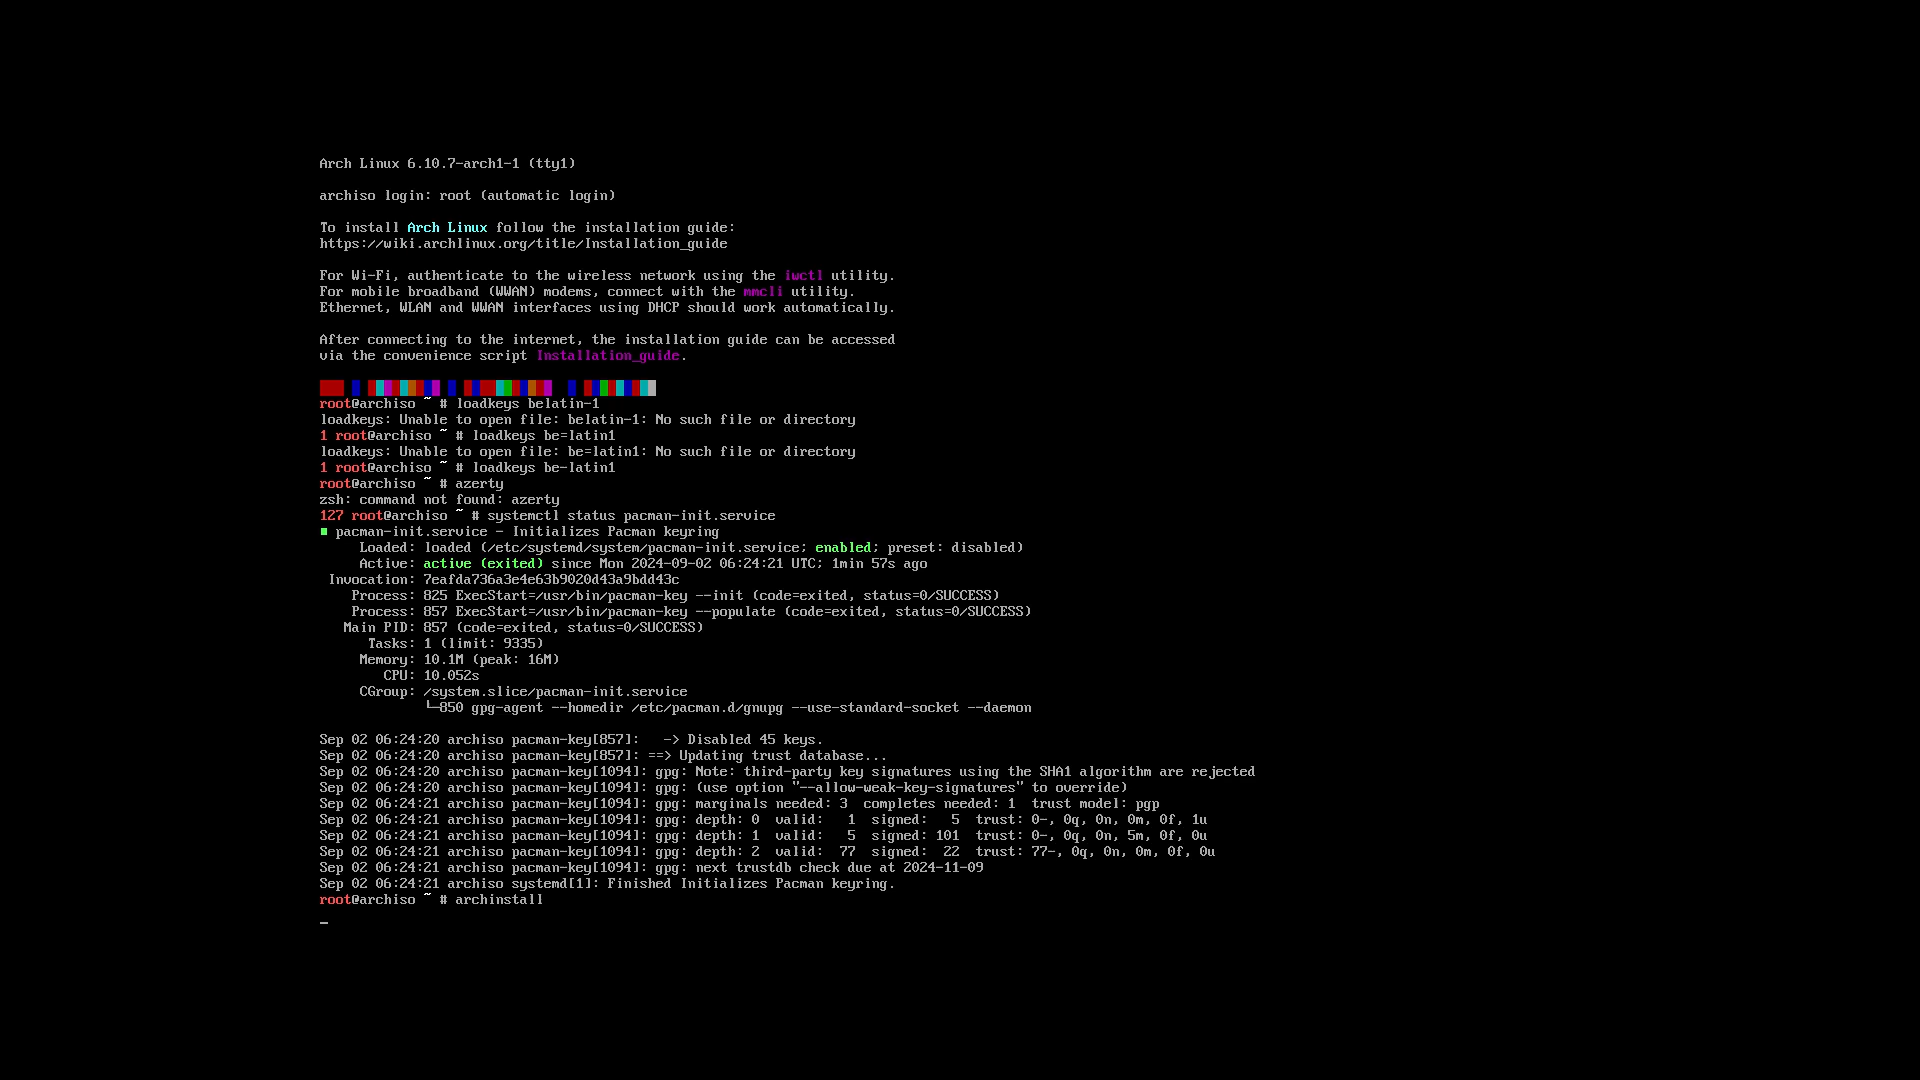 Arch Linux 6.10.7-arch1-1 (tty1)
archiso login: root (automatic login)
To install Arch Linux follow the installation guide:
https://wiki.archlinux.org/title/Installation_guide
For Wi-Fi, authenticate to the wireless network using the iwctl utility.
For mobile broadband (WWAN) modems, connect with the mmcli utility.
Ethernet, WLAN and WWAN interfaces using DHCP should work automatically.
After connecting to the internet, the installation guide can be accessed
via the convenience script Installation_guide.
root@archiso ~ # loadkeys belatin-1
loadkeys: Unable to open file: belatin-1: No such file or directory
1 root@archiso ~ # loadkeys be=latin1
loadkeys: Unable to open file: be=latin1: No such file or directory
1 root@archiso ~ # loadkeys be-latin1
root@archiso ~ # azerty
zsh: command not found: azerty
127 root@archiso ~ # systemctl status pacman-init.service
■ pacman-init.service - Initializes Pacman keyring
Loaded: loaded (/etc/systemd/system/pacman-init.service; enabled; preset: disabled)
Active: active (exited) since Mon 2024-09-02 06:24:21 UTC; 1min 57s ago
Invocation: 7eafda736a3e4e63b9020d43a9bdd43c
Process: 825 ExecStart=/usr/bin/pacman-key --init (code=exited, status=0/SUCCESS)
Process: 857 ExecStart=/usr/bin/pacman-key --populate (code=exited, status=0/SUCCESS)
Main PID: 857 (code=exited, status=0/SUCCESS)
Tasks: 1 (limit: 9335)
Memory: 10.1M (peak: 16M)
CPU: 10.052s
CGroup: /system.slice/pacman-init.service
└─850 gpg-agent --homedir /etc/pacman.d/gnupg --use-standard-socket --daemon
Sep 02 06:24:20 archiso pacman-key[857]:   -> Disabled 45 keys.
Sep 02 06:24:20 archiso pacman-key[857]: ==> Updating trust database...
Sep 02 06:24:20 archiso pacman-key[1094]: gpg: Note: third-party key signatures using the SHA1 algorithm are rejected
Sep 02 06:24:20 archiso pacman-key[1094]: gpg: (use option "--allow-weak-key-signatures" to override)
Sep 02 06:24:21 archiso pacman-key[1094]: gpg: marginals needed: 3  completes needed: 1  trust model: pgp
Sep 02 06:24:21 archiso pacman-key[1094]: gpg: depth: 0  valid:   1  signed:   5  trust: 0-, 0q, 0n, 0m, 0f, 1u
Sep 02 06:24:21 archiso pacman-key[1094]: gpg: depth: 1  valid:   5  signed: 101  trust: 0-, 0q, 0n, 5m, 0f, 0u
Sep 02 06:24:21 archiso pacman-key[1094]: gpg: depth: 2  valid:  77  signed:  22  trust: 77-, 0q, 0n, 0m, 0f, 0u
Sep 02 06:24:21 archiso pacman-key[1094]: gpg: next trustdb check due at 2024-11-09
Sep 02 06:24:21 archiso systemd[1]: Finished Initializes Pacman keyring.
root@archiso ~ # archinstall
_